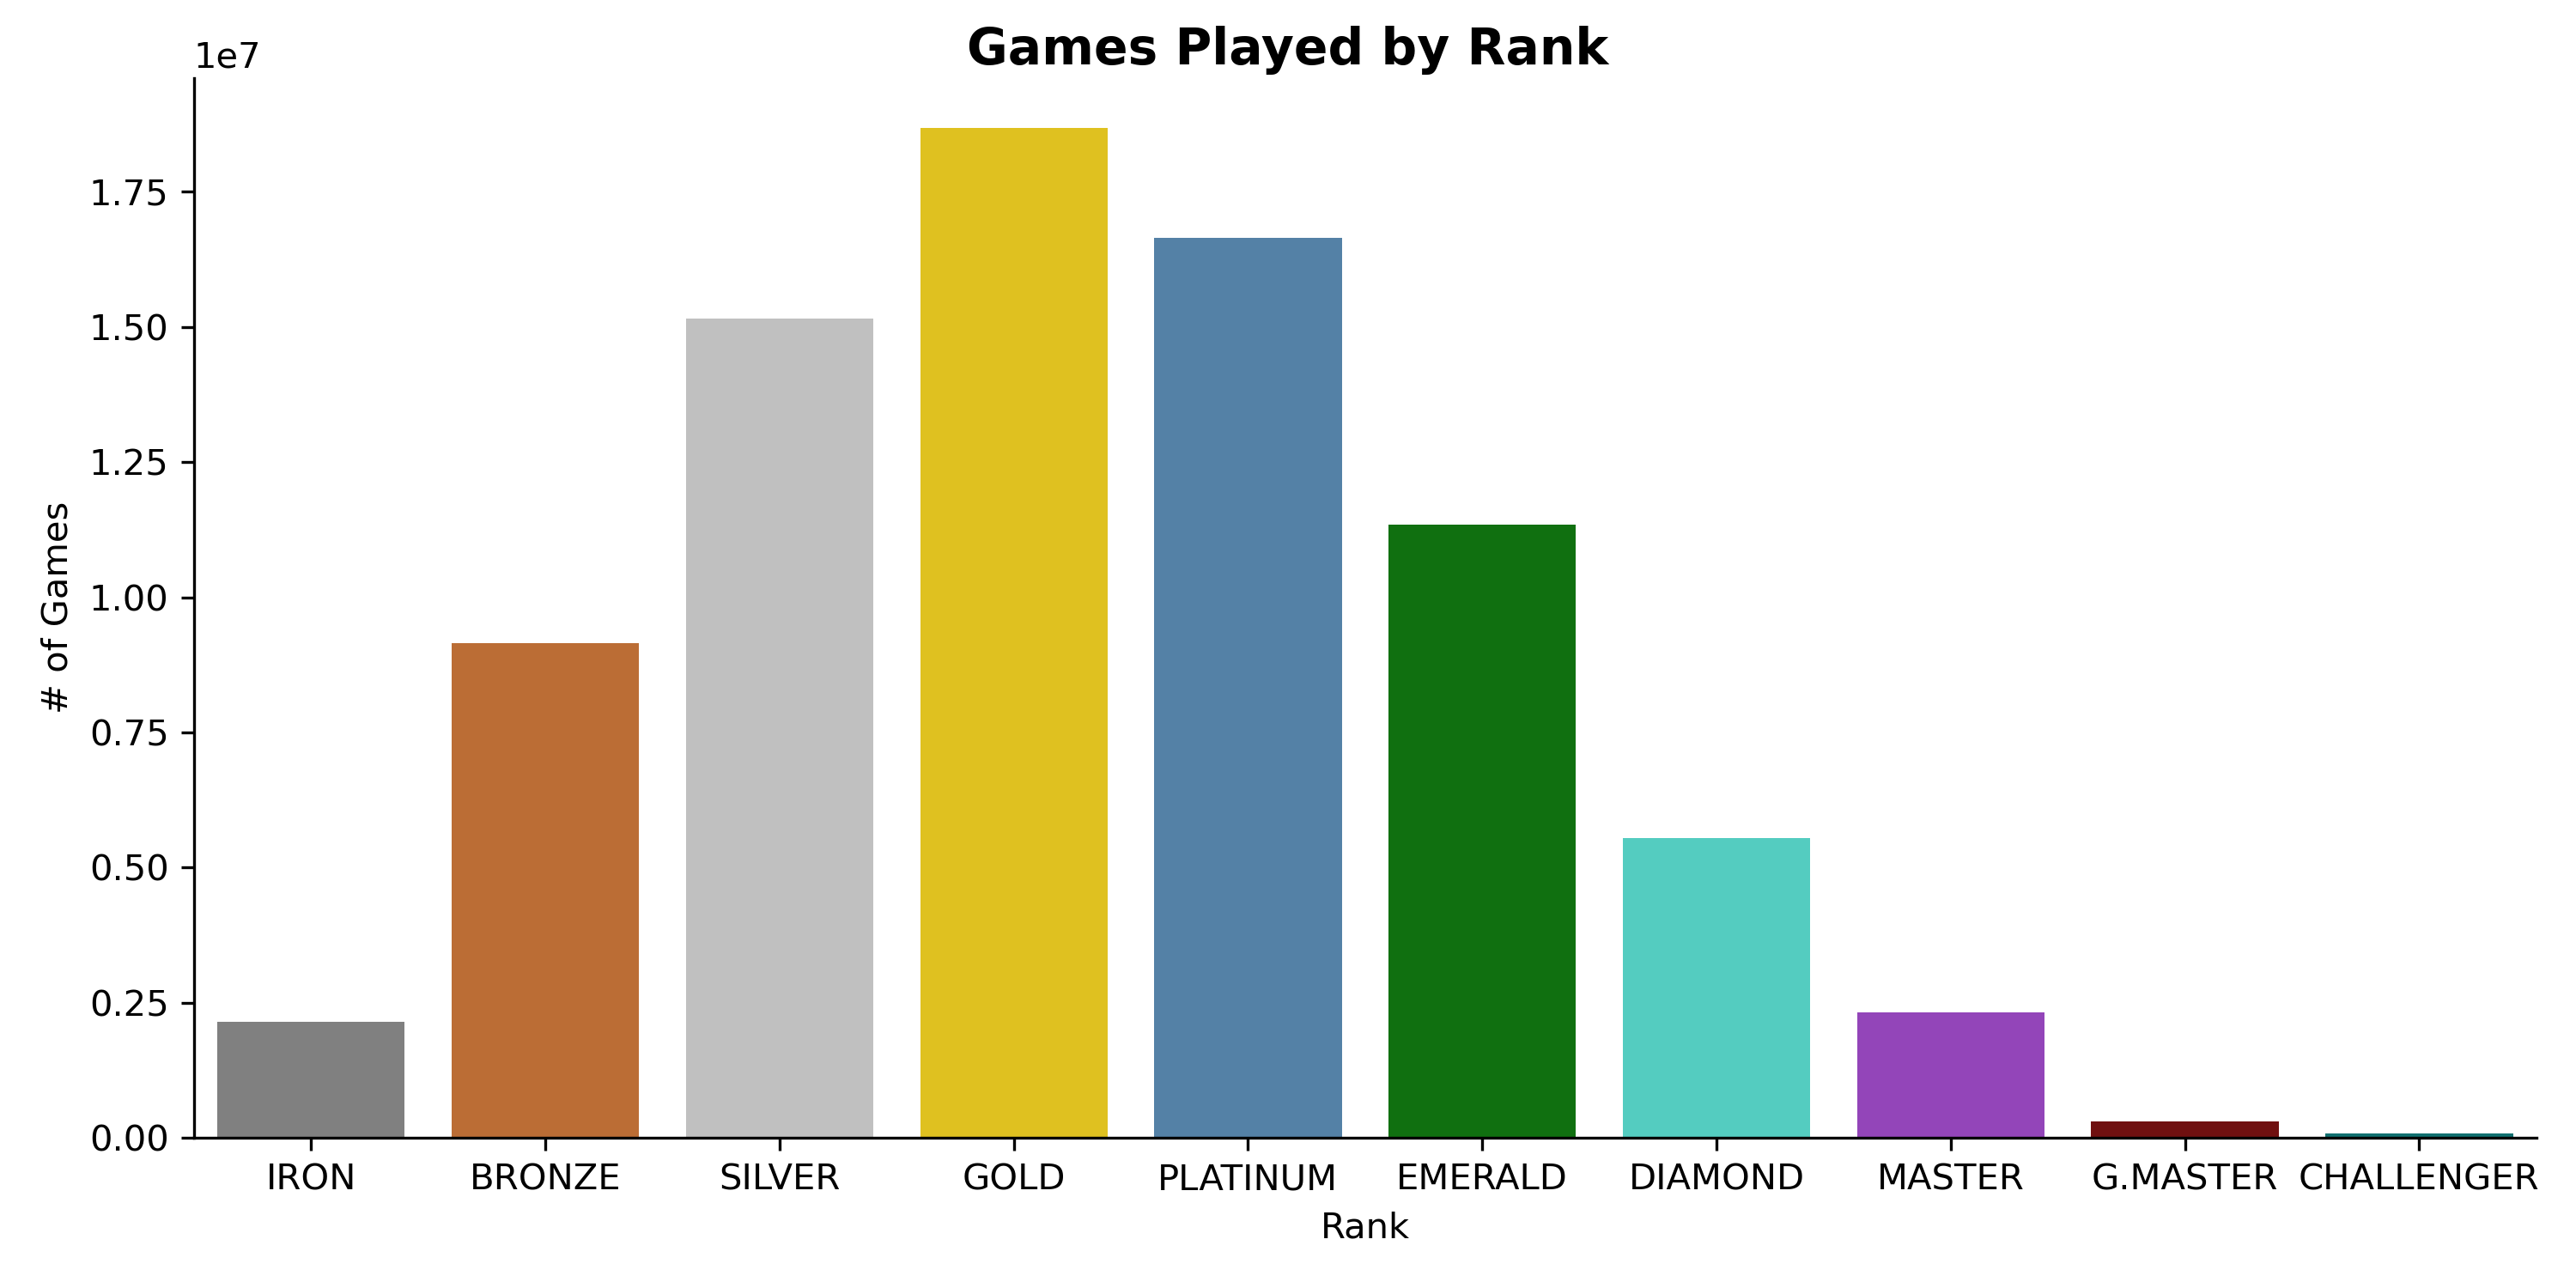 Games Played by Rank
1e7
1.75
1.50
1.25
1.00
0.75
0.50
0.25
0.00
# of Games
IRON BRONZE SILVER GOLD PLATINUM EMERALD DIAMOND MASTER G.MASTER CHALLENGER
Rank